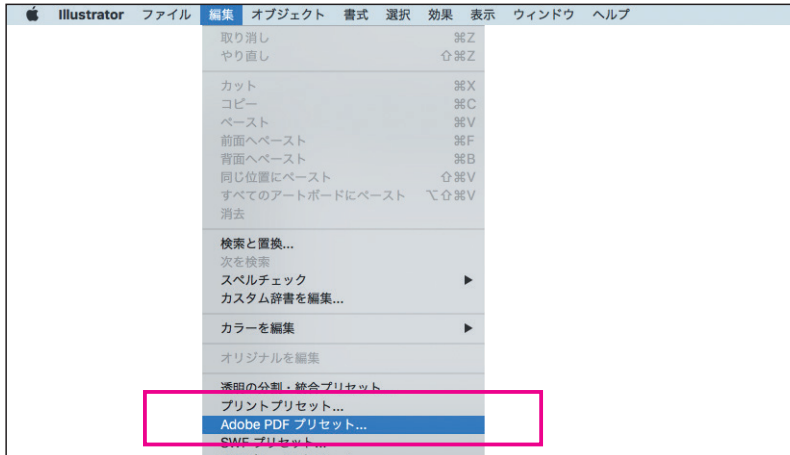 Illustrator ファイル 編集 オブジェクト 書式 選択 効果 表示 ウィンドウ ヘルプ
取り消し ⌘Z
やり直し ⇧⌘Z
カット ⌘X
コピー ⌘C
ペースト ⌘V
前面へペースト ⌘F
背面へペースト ⌘B
同じ位置にペースト ⇧⌘V
すべてのアートボードにペースト ⌥⇧⌘V
消去
検索と置換...
次を検索
スペルチェック ▶
カスタム辞書を編集...
カラーを編集 ▶
オリジナルを編集
透明の分割・統合プリセット
プリントプリセット...
Adobe PDF プリセット...
SWF プリセット...